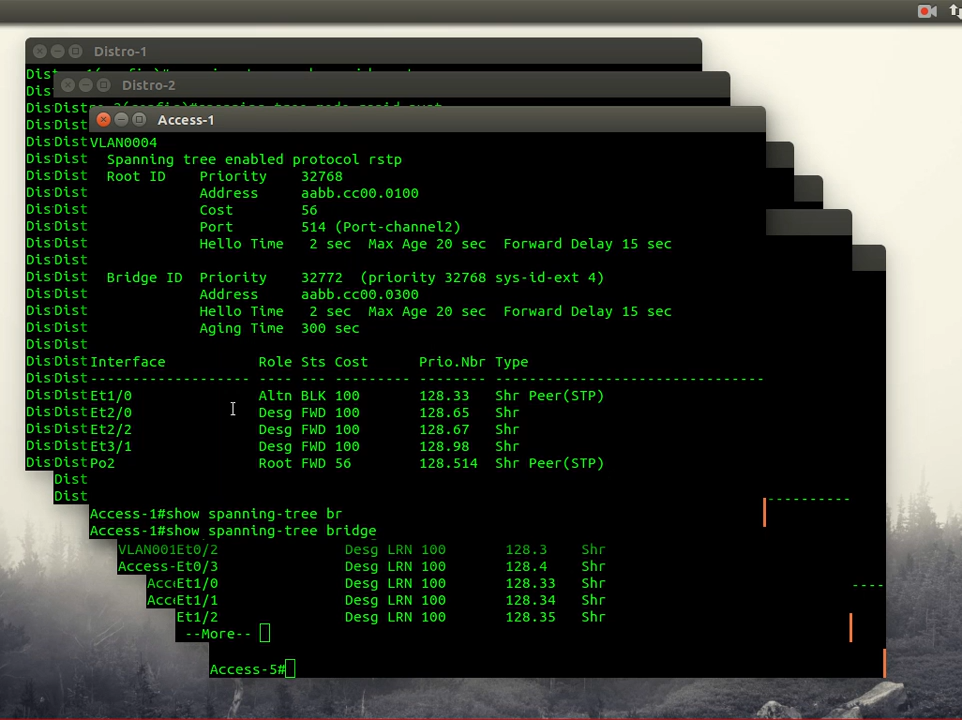 Distro-1
Distro-2
Access-1
VLAN0004
Spanning tree enabled protocol rstp
Root ID Priority 32768
Address aabb.cc00.0100
Cost 56
Port 514 (Port-channel2)
Hello Time 2 sec Max Age 20 sec Forward Delay 15 sec
Bridge ID Priority 32772 (priority 32768 sys-id-ext 4)
Address aabb.cc00.0300
Hello Time 2 sec Max Age 20 sec Forward Delay 15 sec
Aging Time 300 sec
Interface Role Sts Cost Prio.Nbr Type
------------------- ---- --- --------- -------- --------------------------------
Et1/0 Altn BLK 100 128.33 Shr Peer(STP)
Et2/0 Desg FWD 100 128.65 Shr
Et2/2 Desg FWD 100 128.67 Shr
Et3/1 Desg FWD 100 128.98 Shr
Po2 Root FWD 56 128.514 Shr Peer(STP)
Access-1#show spanning-tree br
Access-1#show spanning-tree bridge
VLAN001Et0/2 Desg LRN 100 128.3 Shr
Access-Et0/3 Desg LRN 100 128.4 Shr
AccEt1/0 Desg LRN 100 128.33 Shr
AccEt1/1 Desg LRN 100 128.34 Shr
Et1/2 Desg LRN 100 128.35 Shr
--More--
Access-5#